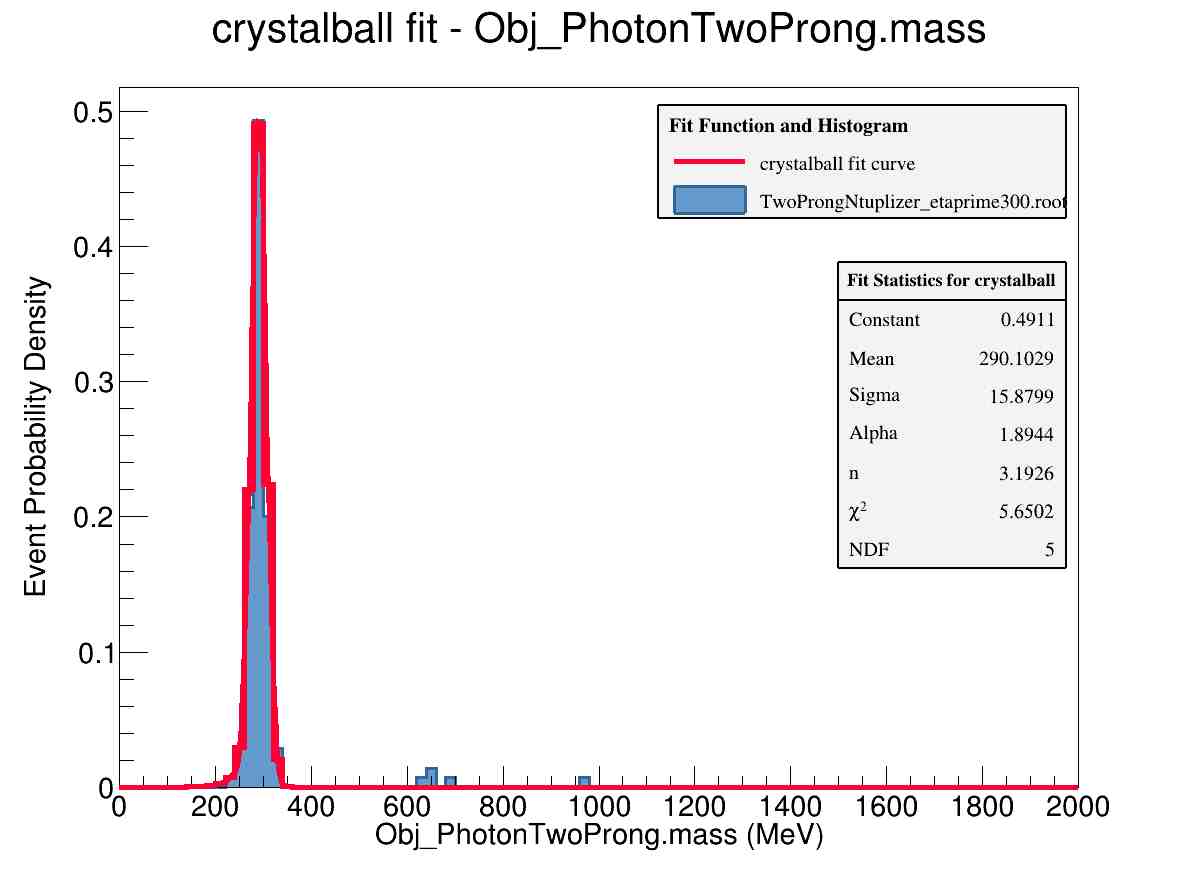 crystalball fit - Obj_PhotonTwoProng.mass
Event Probability Density
0.5
0.4
0.3
0.2
0.1
0
Fit Function and Histogram
crystalball fit curve
TwoProngNtuplizer_etaprime300.root
Fit Statistics for crystalball
Constant 0.4911
Mean 290.1029
Sigma 15.8799
Alpha 1.8944
n 3.1926
χ² 5.6502
NDF 5
0 200 400 600 800 1000 1200 1400 1600 1800 2000
Obj_PhotonTwoProng.mass (MeV)